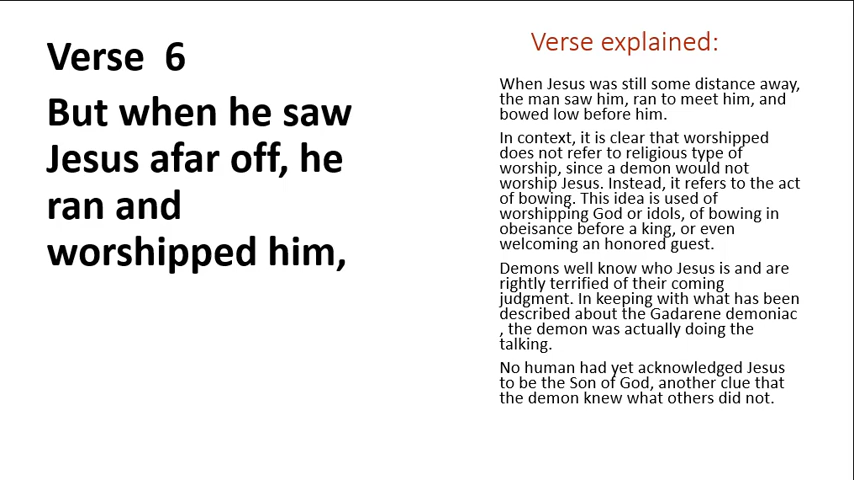 Verse 6
But when he saw
Jesus afar off, he
ran and
worshipped him,
Verse explained:
When Jesus was still some distance away,
the man saw him, ran to meet him, and
bowed low before him.
In context, it is clear that worshipped
does not refer to religious type of
worship, since a demon would not
worship Jesus. Instead, it refers to the act
of bowing. This idea is used of
worshipping God or idols, of bowing in
obeisance before a king, or even
welcoming an honored guest.
Demons well know who Jesus is and are
rightly terrified of their coming
judgment. In keeping with what has been
described about the Gadarene demoniac
, the demon was actually doing the
talking.
No human had yet acknowledged Jesus
to be the Son of God, another clue that
the demon knew what others did not.